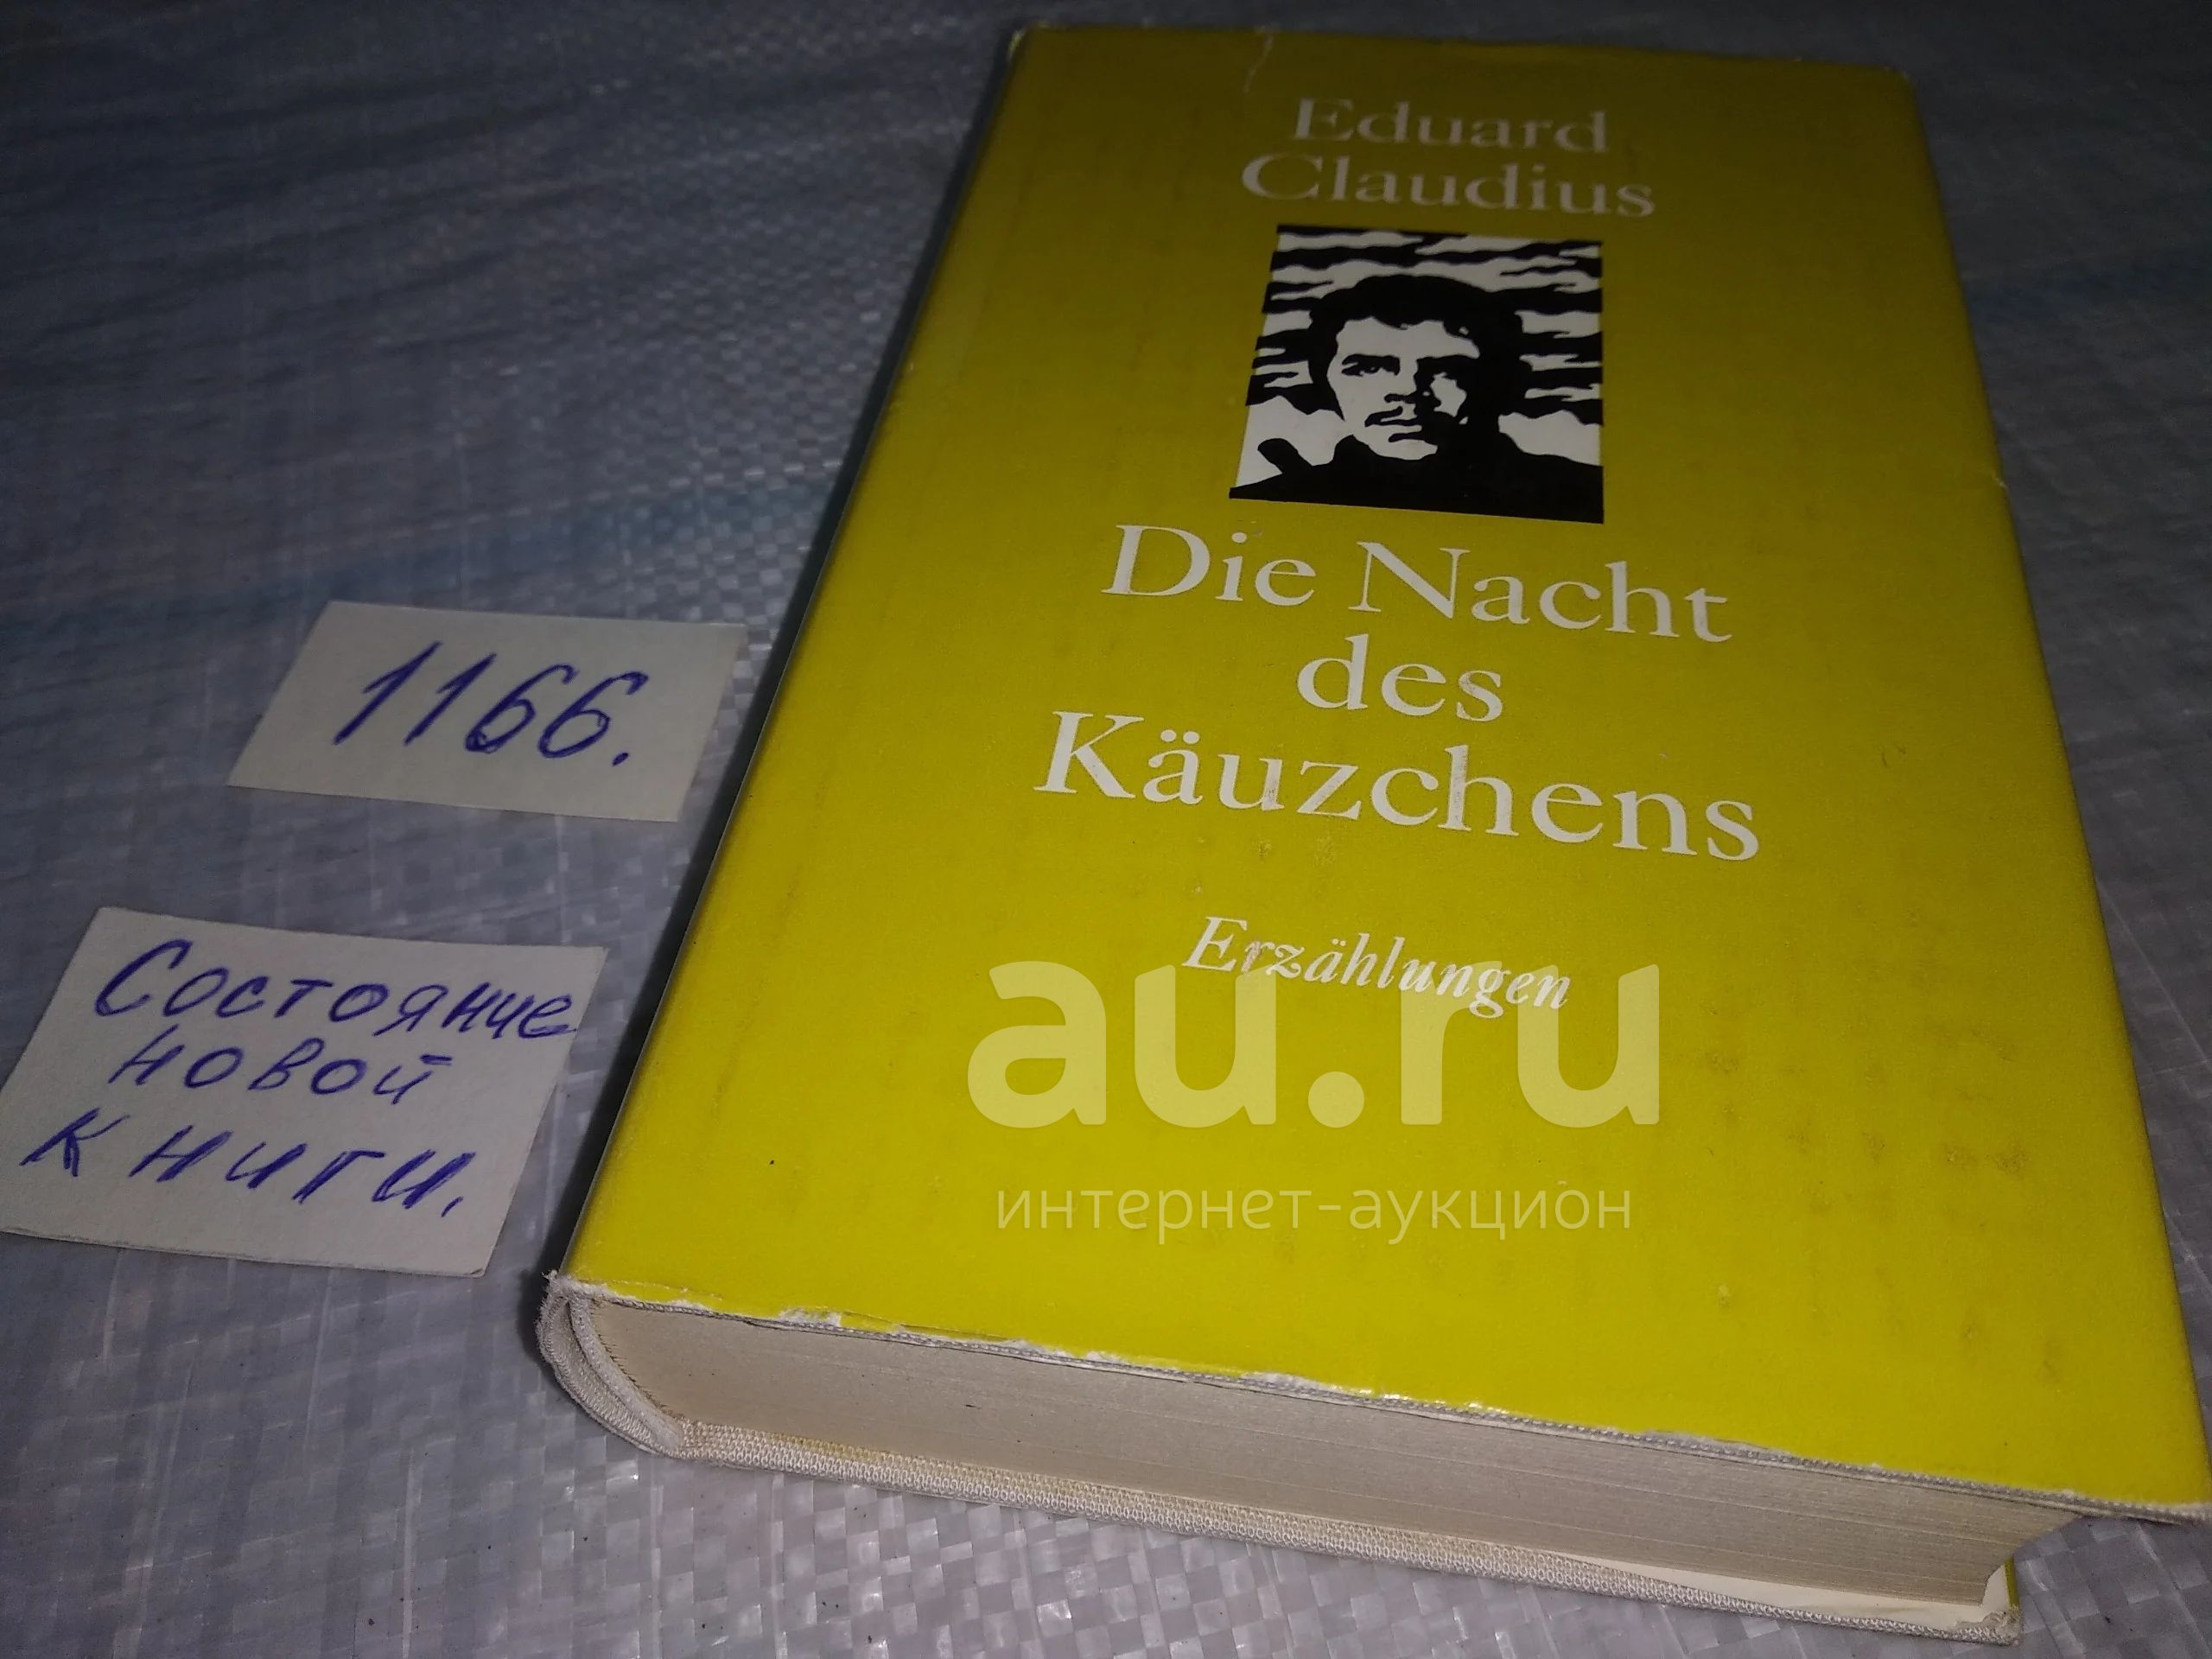 Eduard
Claudius
Die Nacht
des
Käuzchens
Erzählungen
1166.
Состояние
новой
книги.
au.ru
интернет-аукцион